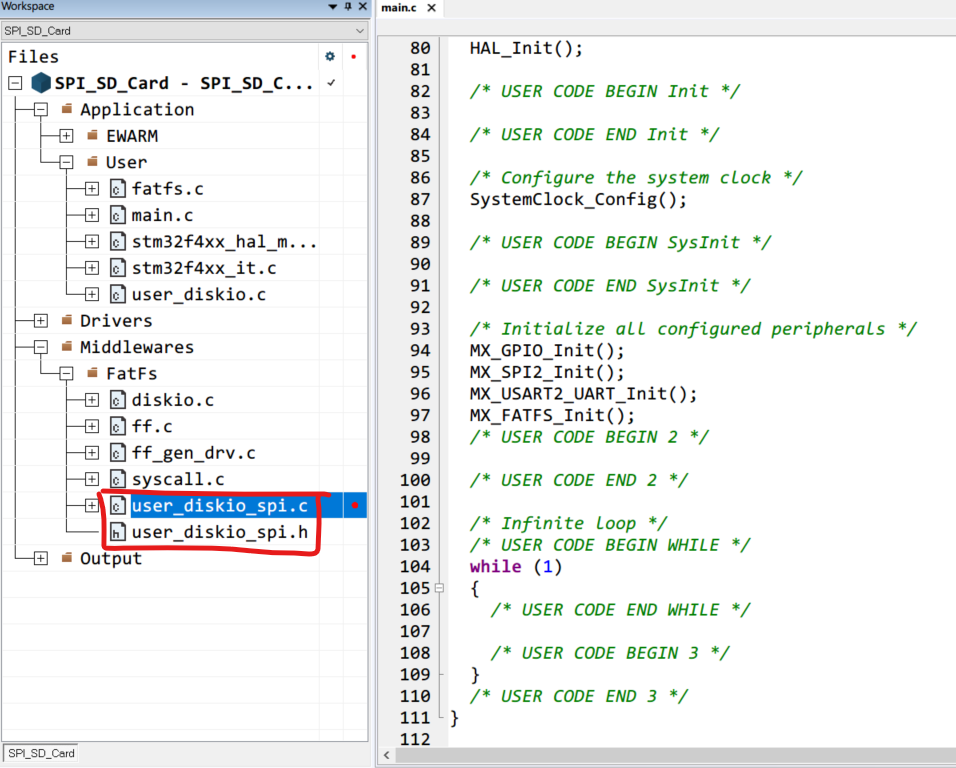 Workspace
SPI_SD_Card
Files
SPI_SD_Card - SPI_SD_C...
Application
EWARM
User
fatfs.c
main.c
stm32f4xx_hal_m...
stm32f4xx_it.c
user_diskio.c
Drivers
Middlewares
FatFs
diskio.c
ff.c
ff_gen_drv.c
syscall.c
user_diskio_spi.c
user_diskio_spi.h
Output
SPI_SD_Card
main.c
80 HAL_Init();
81
82 /* USER CODE BEGIN Init */
83
84 /* USER CODE END Init */
85
86 /* Configure the system clock */
87 SystemClock_Config();
88
89 /* USER CODE BEGIN SysInit */
90
91 /* USER CODE END SysInit */
92
93 /* Initialize all configured peripherals */
94 MX_GPIO_Init();
95 MX_SPI2_Init();
96 MX_USART2_UART_Init();
97 MX_FATFS_Init();
98 /* USER CODE BEGIN 2 */
99
100 /* USER CODE END 2 */
101
102 /* Infinite loop */
103 /* USER CODE BEGIN WHILE */
104 while (1)
105 {
106 /* USER CODE END WHILE */
107
108 /* USER CODE BEGIN 3 */
109 }
110 /* USER CODE END 3 */
111 }
112